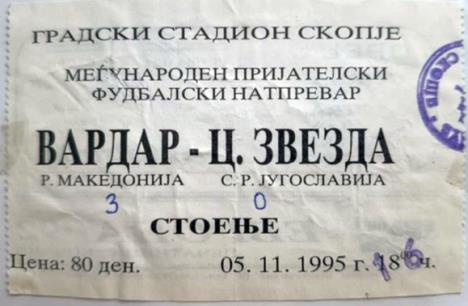 ГРАДСКИ СТАДИОН СКОПЈЕ
МЕЃУНАРОДЕН ПРИЈАТЕЛСКИ
ФУДБАЛСКИ НАТПРЕВАР
ВАРДАР - Ц. ЗВЕЗДА
Р. МАКЕДОНИЈА С. Р. ЈУГОСЛАВИЈА
3 0
СТОЕЊЕ
Цена: 80 ден. 05. 11. 1995 г. 18 ч.
16